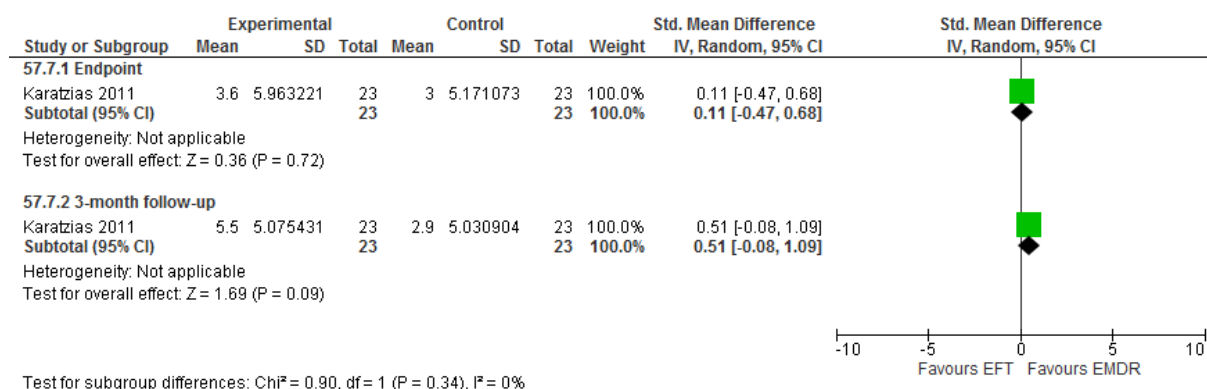 Experimental Control Std. Mean Difference Std. Mean Difference
Study or Subgroup Mean SD Total Mean SD Total Weight IV, Random, 95% CI IV, Random, 95% CI
57.7.1 Endpoint
Karatzias 2011 3.6 5.963221 23 3 5.171073 23 100.0% 0.11 [-0.47, 0.68]
Subtotal (95% CI) 23 23 100.0% 0.11 [-0.47, 0.68]
Heterogeneity: Not applicable
Test for overall effect: Z = 0.36 (P = 0.72)
57.7.2 3-month follow-up
Karatzias 2011 5.5 5.075431 23 2.9 5.030904 23 100.0% 0.51 [-0.08, 1.09]
Subtotal (95% CI) 23 23 100.0% 0.51 [-0.08, 1.09]
Heterogeneity: Not applicable
Test for overall effect: Z = 1.69 (P = 0.09)
-10 -5 0 5 10
Favours EFT Favours EMDR
Test for subgroup differences: Chi² = 0.90, df = 1 (P = 0.34), I² = 0%